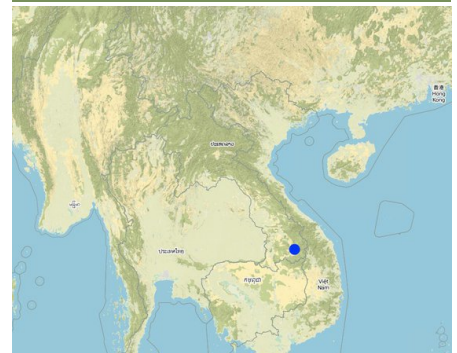 香港
Hong
Kong
ປະເທດລາວ
ประเทศไทย
កម្ពុជា
Việt
Nam